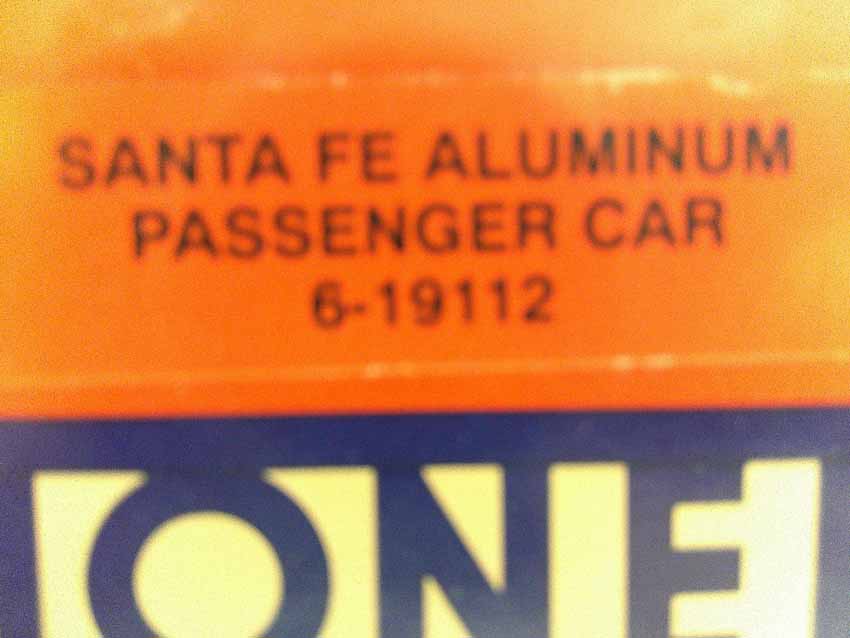 SANTA FE ALUMINUM
PASSENGER CAR
6-19112
ONE